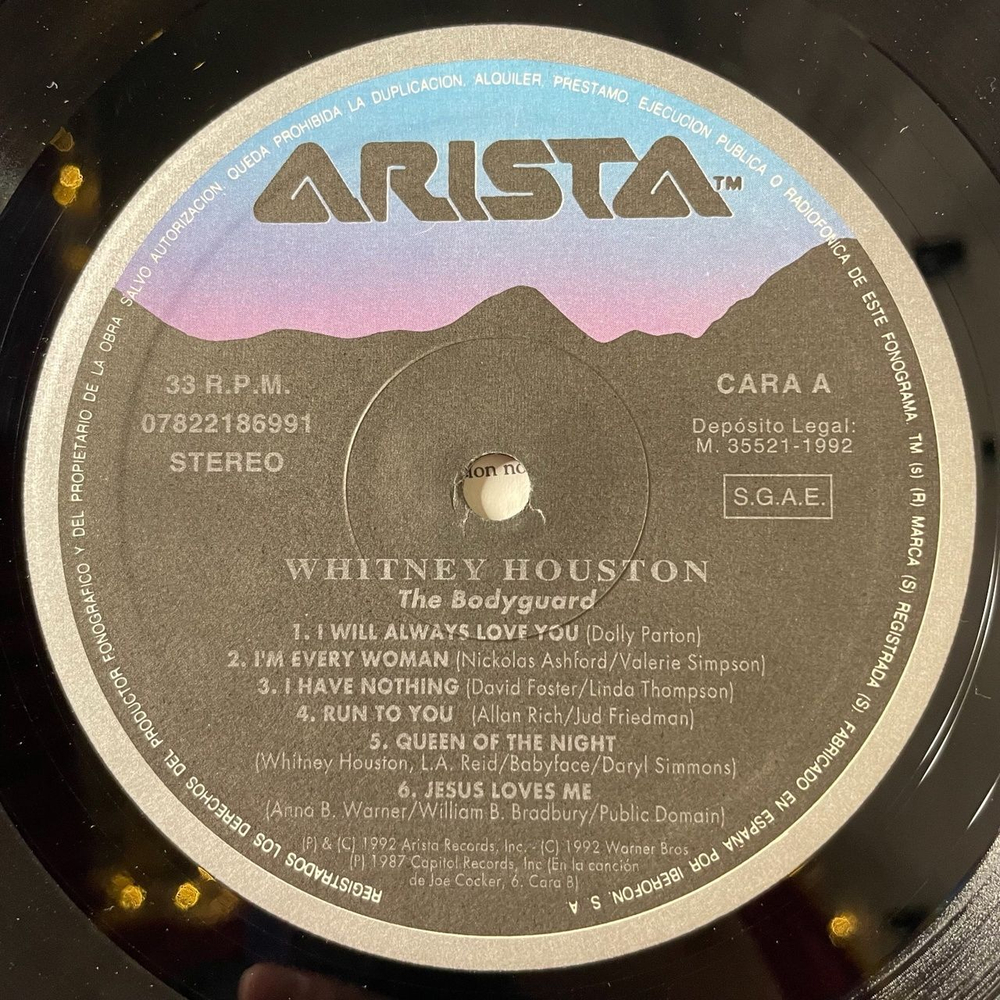 ARISTA™
REGISTRADOS LOS DERECHOS DEL PRODUCTOR FONOGRAFICO Y DEL PROPIETARIO DE LA OBRA. SALVO AUTORIZACION, QUEDA PROHIBIDA LA DUPLICACION, ALQUILER, PRESTAMO, EJECUCION PUBLICA O RADIOFONICA DE ESTE FONOGRAMA. TM (s) (R) MARCA (S) REGISTRADA (S). FABRICADO EN ESPAÑA POR IBEROFON, S. A
33 R.P.M.
07822186991
STEREO
CARA A
Depósito Legal:
M. 35521-1992
S.G.A.E.
ion no
WHITNEY HOUSTON
The Bodyguard
1. I WILL ALWAYS LOVE YOU (Dolly Parton)
2. I'M EVERY WOMAN (Nickolas Ashford/Valerie Simpson)
3. I HAVE NOTHING (David Foster/Linda Thompson)
4. RUN TO YOU (Allan Rich/Jud Friedman)
5. QUEEN OF THE NIGHT
(Whitney Houston, L.A. Reid/Babyface/Daryl Simmons)
6. JESUS LOVES ME
(Anna B. Warner/William B. Bradbury/Public Domain)
(P) & (C) 1992 Arista Records, Inc. - (C) 1992 Warner Bros
(P) 1987 Capitol Records, Inc (En la canción
de Joe Cocker, 6. Cara B)